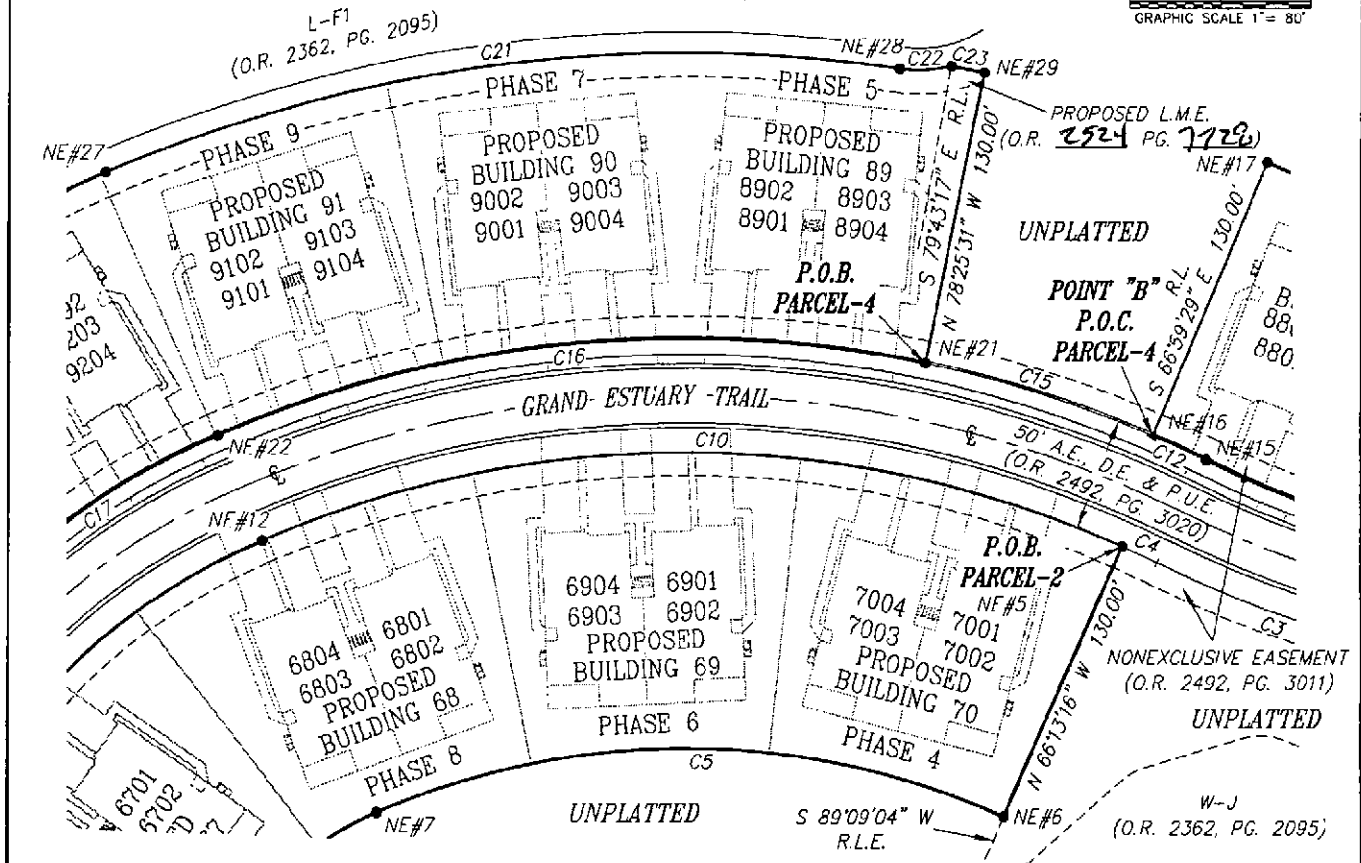 GRAPHIC SCALE 1"= 80'
L-F1
(O.R. 2362, PG. 2095)
C21
NE#28
C22
C23
NE#29
PHASE 7
PHASE 5
PHASE 9
NE#27
PROPOSED L.M.E.
(O.R. 2524 PG. 7728)
NE#17
PROPOSED
BUILDING 91
9102 9103
9101 9104
PROPOSED
BUILDING 90
9002 9003
9001 9004
PROPOSED
BUILDING 89
8902 8903
8901 8904
S 79°43'17" E R.L.
N 78°25'31" W 130.00'
UNPLATTED
S 66°59'29" E 130.00'
R.L.
P.O.B.
PARCEL-4
POINT "B"
P.O.C.
PARCEL-4
92
9203
9204
B
880
NE#21
C16
C15
GRAND ESTUARY TRAIL
NE#22
NE#16
NE#15
C12
C17
C10
50' A.E., D.E. & P.U.E.
(O.R. 2492, PG. 3020)
NE#12
C4
P.O.B.
PARCEL-2
NE#5
C3
6804 6801
6803 6802
PROPOSED
BUILDING 68
6904 6901
6903 6902
PROPOSED
BUILDING 69
7004 7001
7003 7002
PROPOSED
BUILDING 70
N 66°13'16" W 130.00'
NONEXCLUSIVE EASEMENT
(O.R. 2492, PG. 3011)
UNPLATTED
PHASE 8
PHASE 6
PHASE 4
C5
6701
6702
NE#7
UNPLATTED
S 89°09'04" W
R.L.E.
NE#6
W-J
(O.R. 2362, PG. 2095)